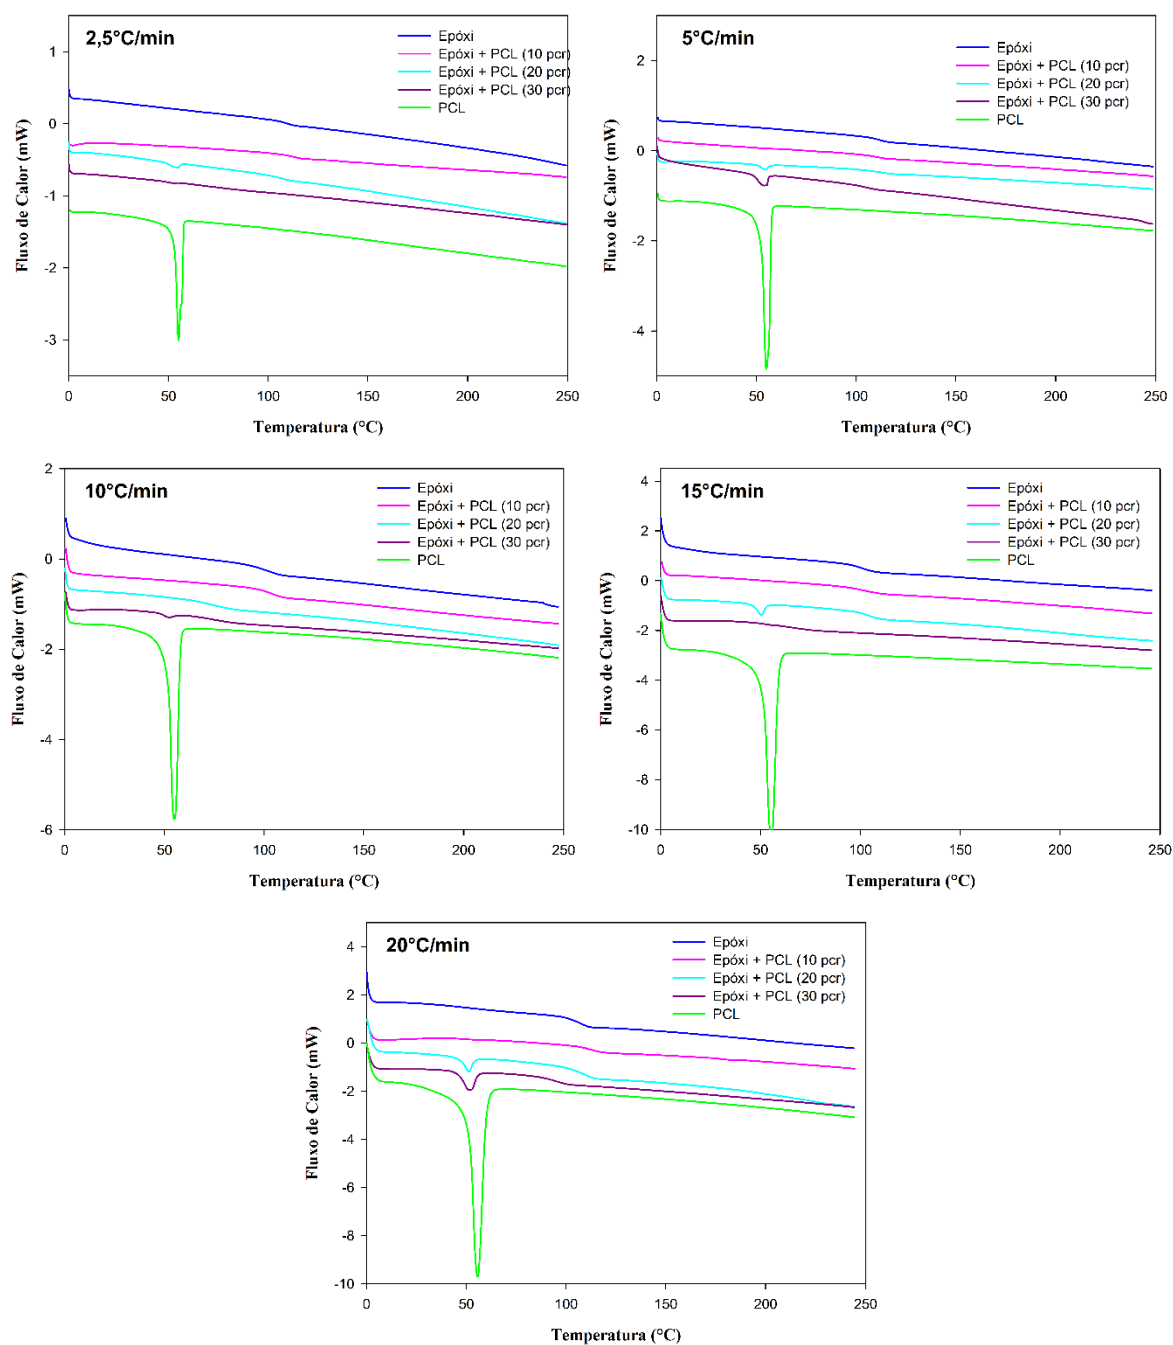 2,5°C/min
Epóxi
Epóxi + PCL (10 pcr)
Epóxi + PCL (20 pcr)
Epóxi + PCL (30 pcr)
PCL
1
0
-1
-2
-3
Fluxo de Calor (mW)
0 50 100 150 200 250
Temperatura (°C)
5°C/min
Epóxi
Epóxi + PCL (10 pcr)
Epóxi + PCL (20 pcr)
Epóxi + PCL (30 pcr)
PCL
2
0
-2
-4
Fluxo de Calor (mW)
0 50 100 150 200 250
Temperatura (°C)
10°C/min
Epóxi
Epóxi + PCL (10 pcr)
Epóxi + PCL (20 pcr)
Epóxi + PCL (30 pcr)
PCL
2
0
-2
-4
-6
Fluxo de Calor (mW)
0 50 100 150 200 250
Temperatura (°C)
15°C/min
Epóxi
Epóxi + PCL (10 pcr)
Epóxi + PCL (20 pcr)
Epóxi + PCL (30 pcr)
PCL
4
2
0
-2
-4
-6
-8
-10
Fluxo de Calor (mW)
0 50 100 150 200 250
Temperatura (°C)
20°C/min
Epóxi
Epóxi + PCL (10 pcr)
Epóxi + PCL (20 pcr)
Epóxi + PCL (30 pcr)
PCL
4
2
0
-2
-4
-6
-8
-10
Fluxo de Calor (mW)
0 50 100 150 200 250
Temperatura (°C)